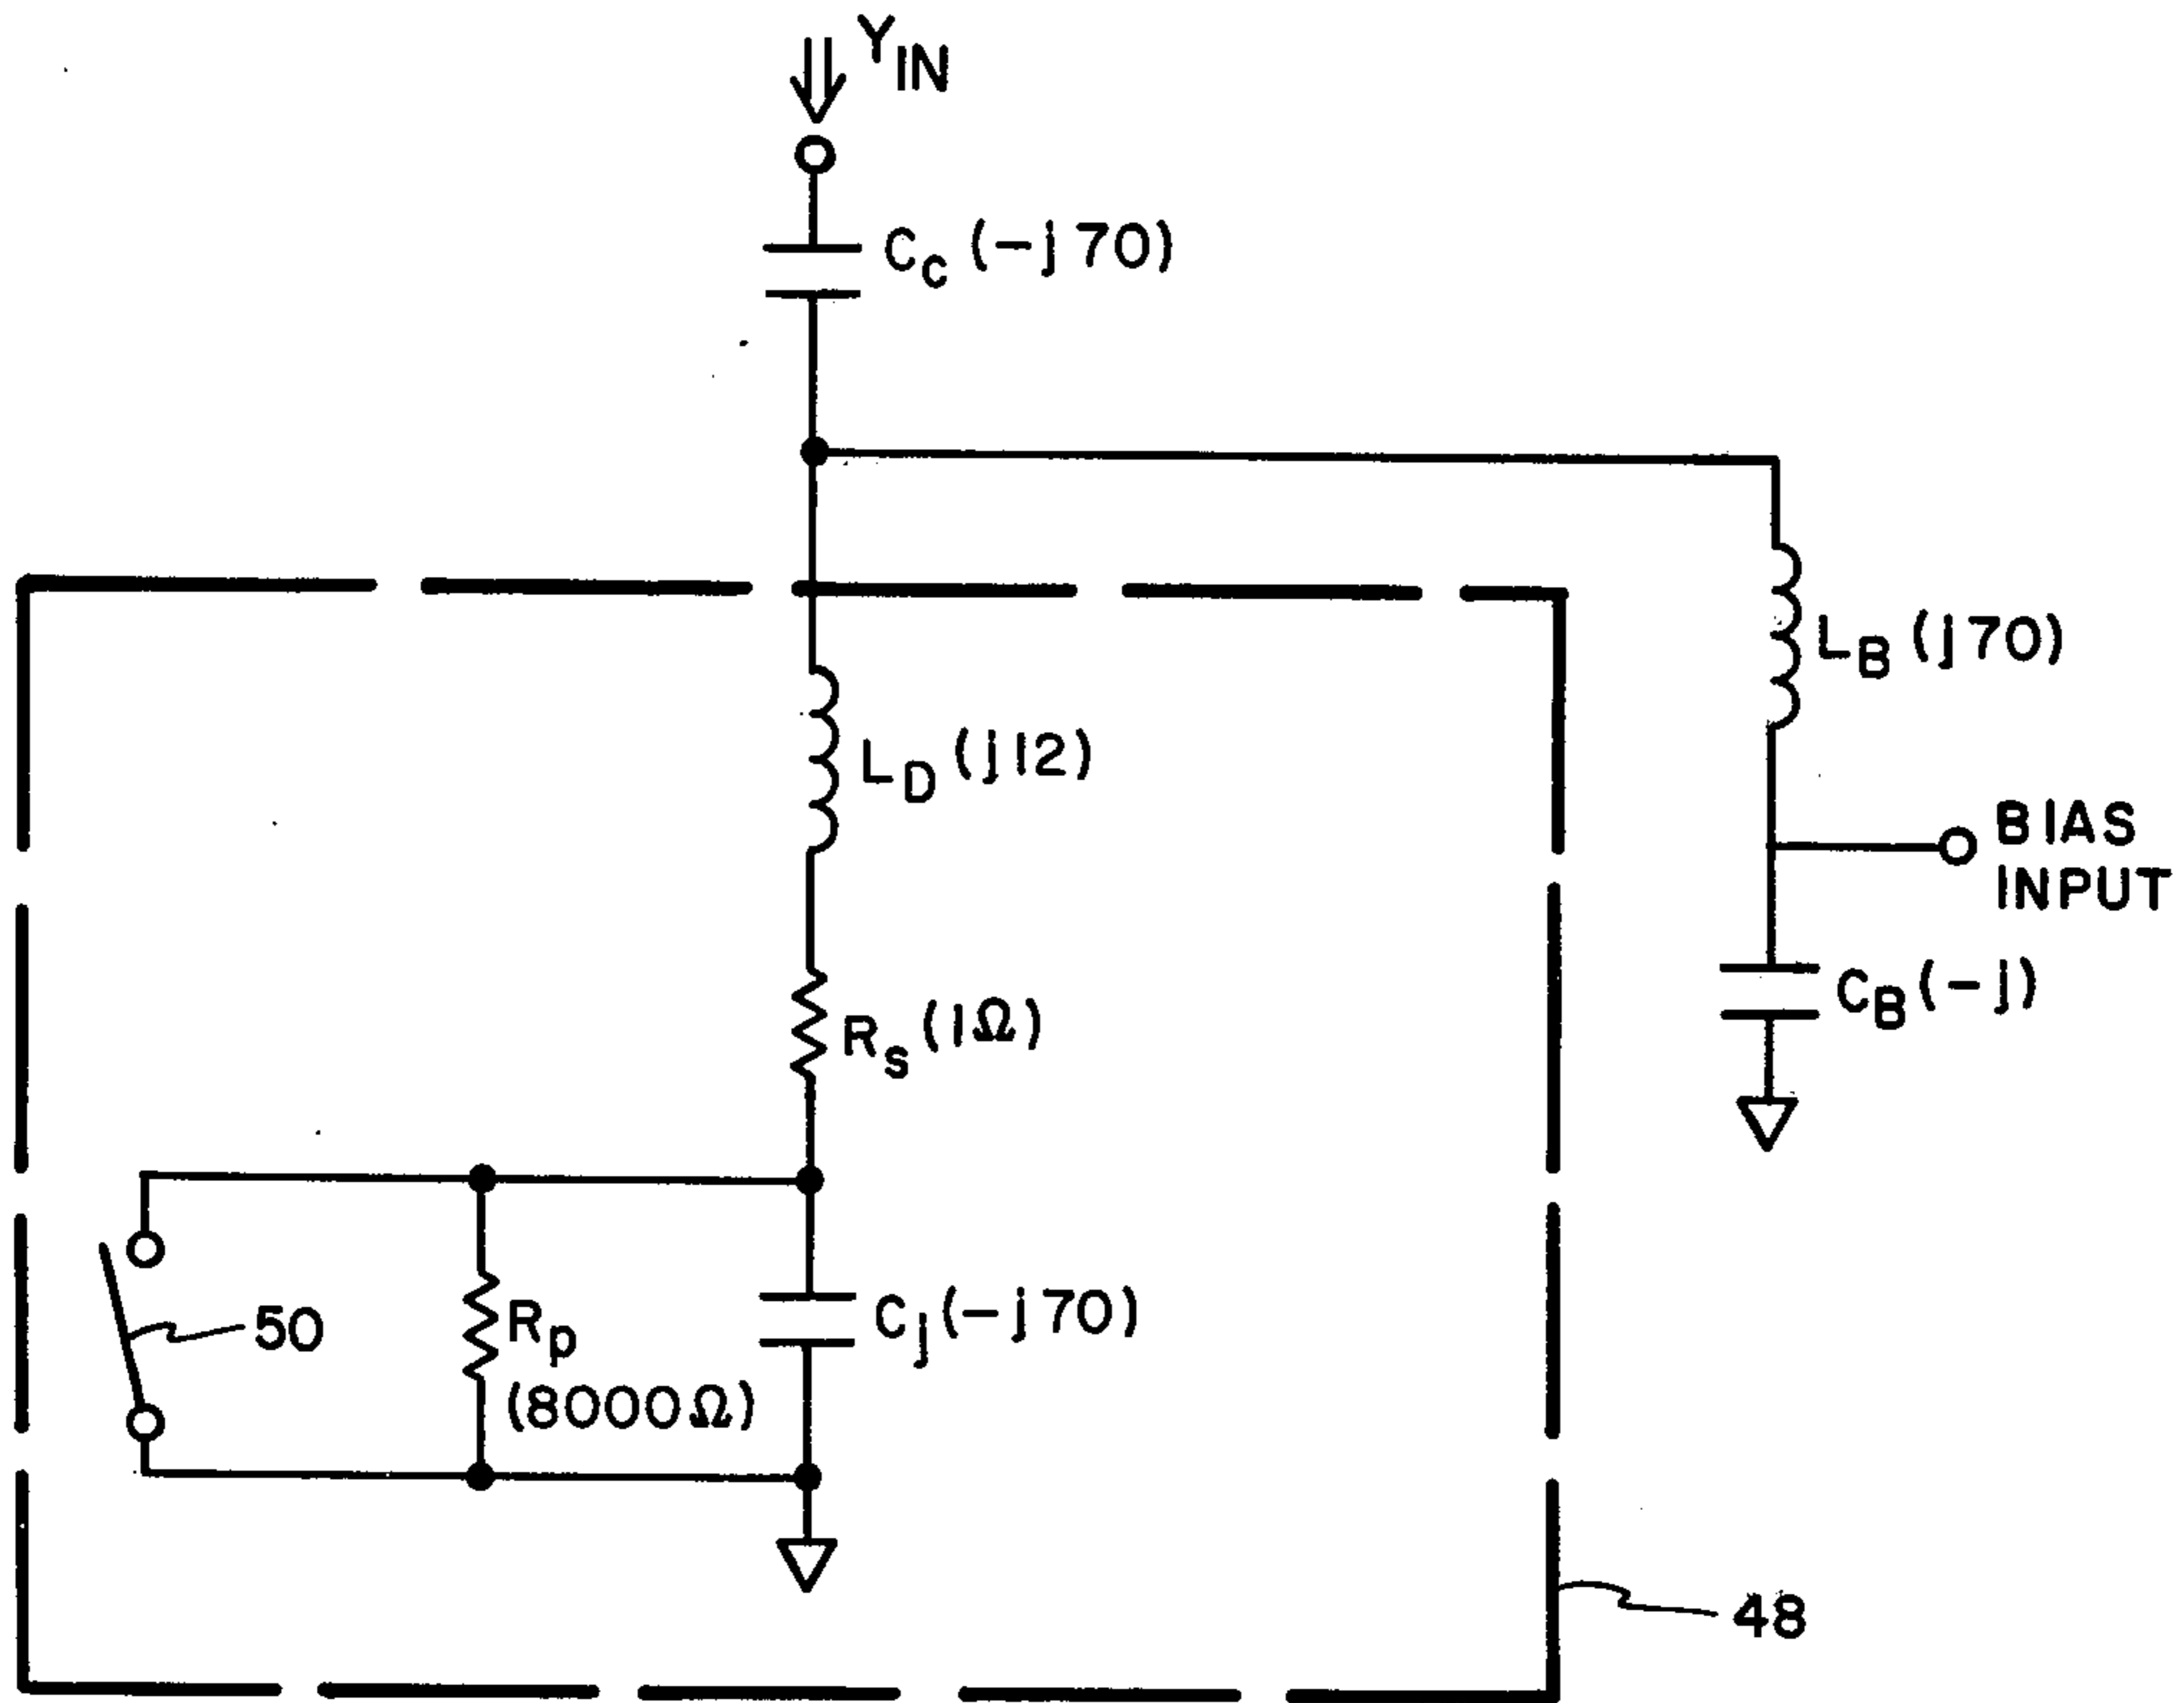 Y_IN
C_c (-j70)
L_B (j70)
L_D (j12)
BIAS
INPUT
C_B (-j)
R_s (1Ω)
50
R_p
(8000Ω)
C_j (-j70)
48